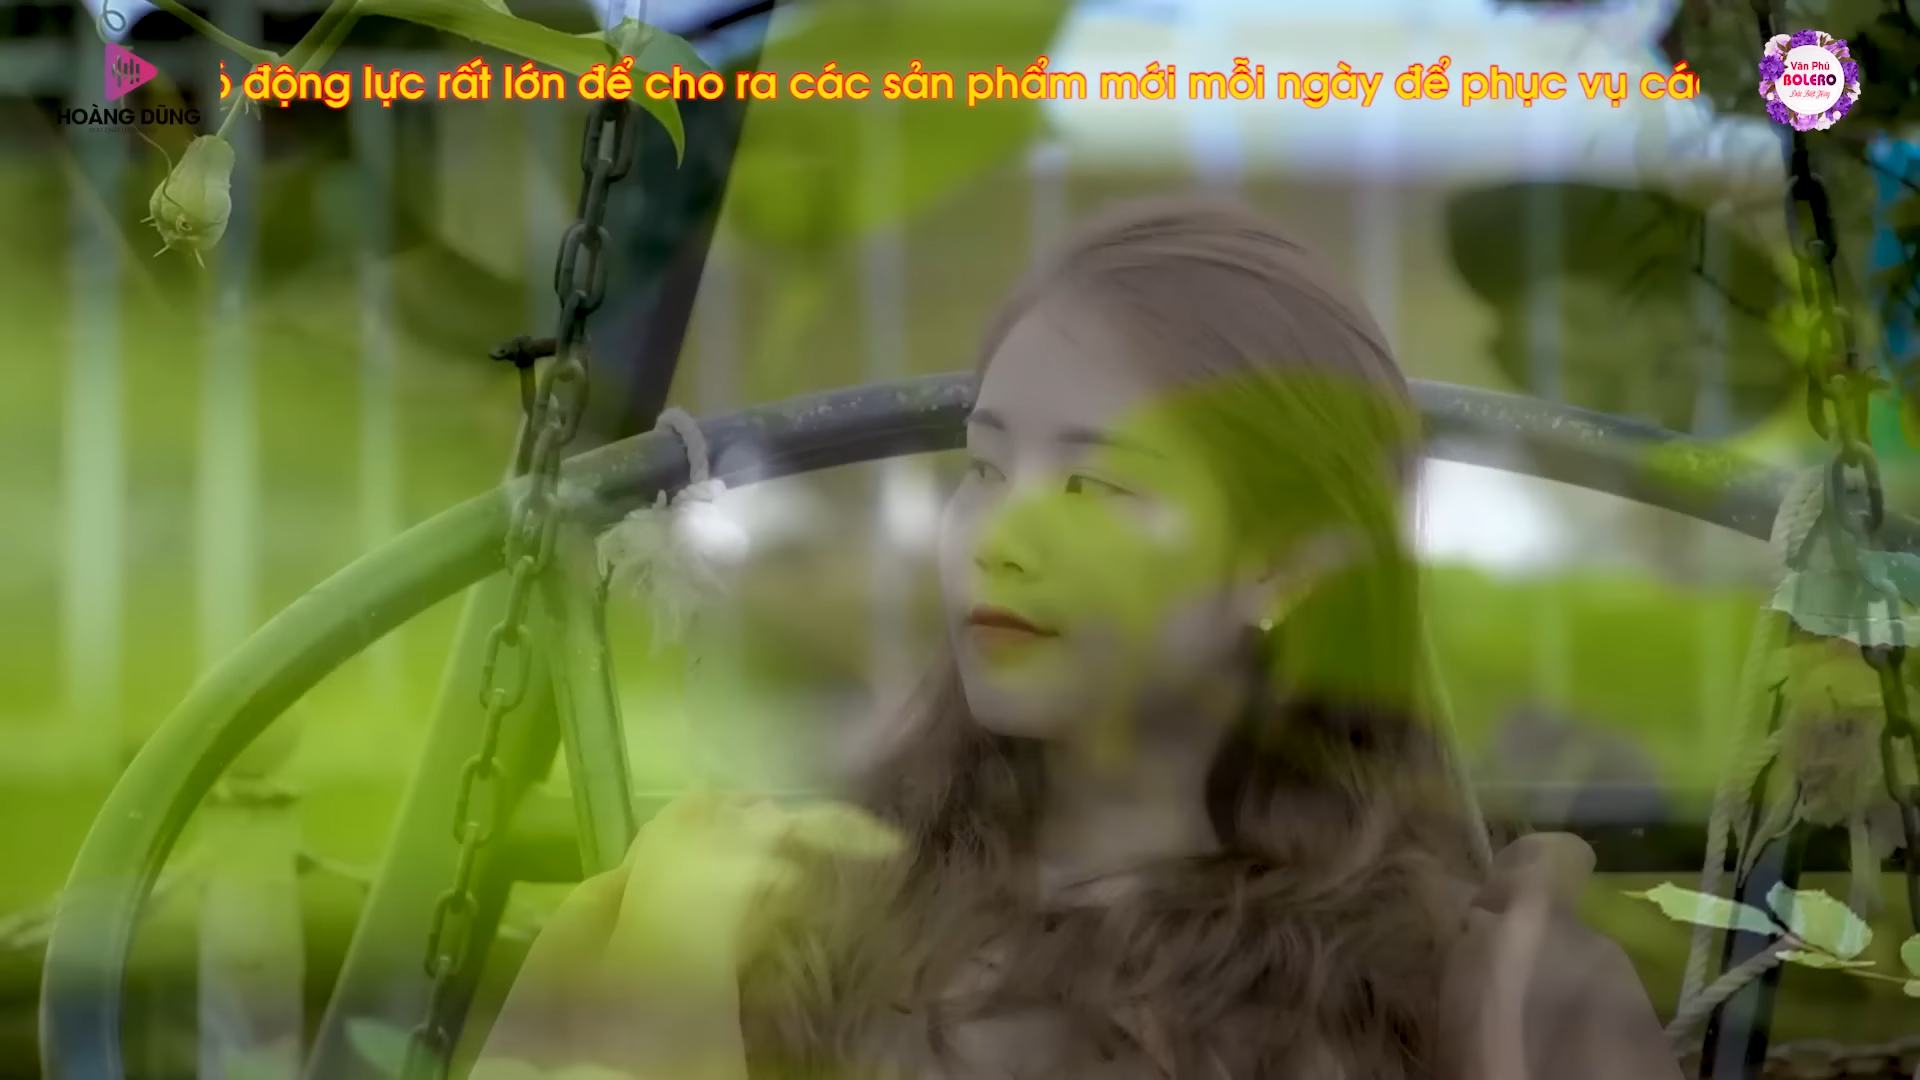 động lực rất lớn để cho ra các sản phẩm mới mỗi ngày để phục vụ
HOÀNG DŨNG
Văn Phú
BOLERO